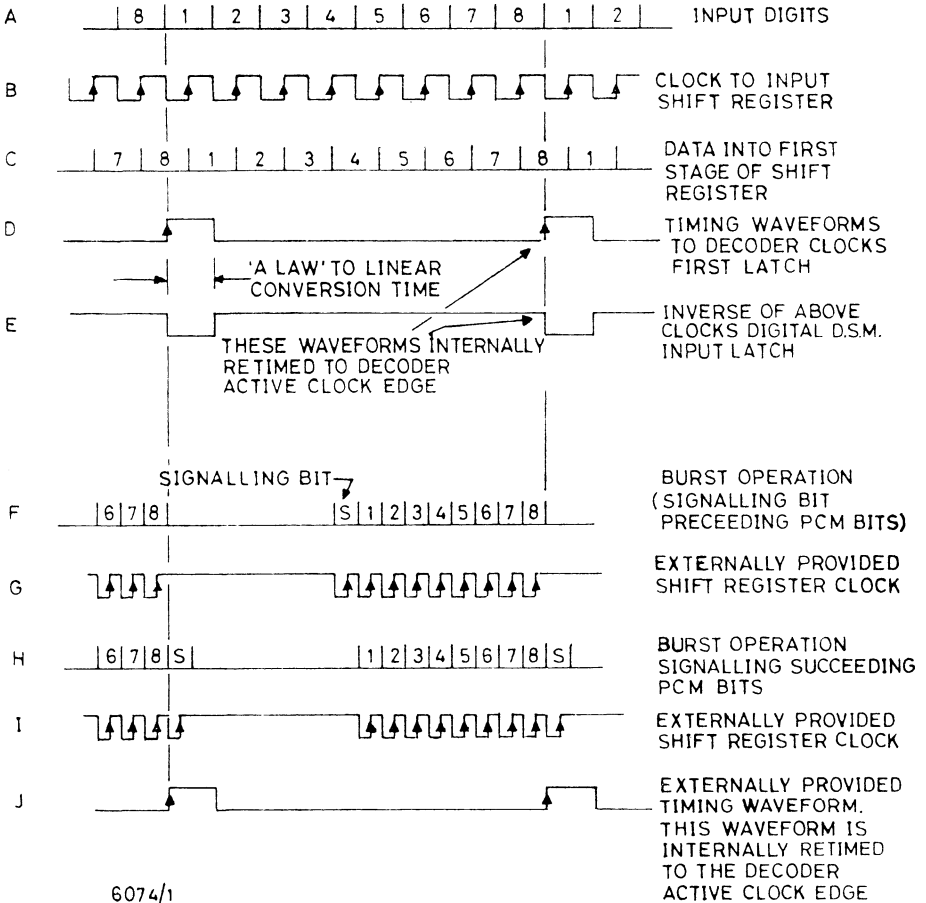 A 8 1 2 3 4 5 6 7 8 1 2 INPUT DIGITS
B CLOCK TO INPUT
SHIFT REGISTER
C 7 8 1 2 3 4 5 6 7 8 1 DATA INTO FIRST
STAGE OF SHIFT
REGISTER
D TIMING WAVEFORMS
TO DECODER CLOCKS
FIRST LATCH
'A LAW' TO LINEAR
CONVERSION TIME
E INVERSE OF ABOVE
CLOCKS DIGITAL D.S.M.
INPUT LATCH
THESE WAVEFORMS INTERNALLY
RETIMED TO DECODER
ACTIVE CLOCK EDGE
SIGNALLING BIT
F 6 7 8 S 1 2 3 4 5 6 7 8 BURST OPERATION
(SIGNALLING BIT
PRECEEDING PCM BITS)
G EXTERNALLY PROVIDED
SHIFT REGISTER CLOCK
H 6 7 8 S 1 2 3 4 5 6 7 8 S BURST OPERATION
SIGNALLING SUCCEEDING
PCM BITS
I EXTERNALLY PROVIDED
SHIFT REGISTER CLOCK
J EXTERNALLY PROVIDED
TIMING WAVEFORM.
THIS WAVEFORM IS
INTERNALLY RETIMED
TO THE DECODER
ACTIVE CLOCK EDGE
6074/1